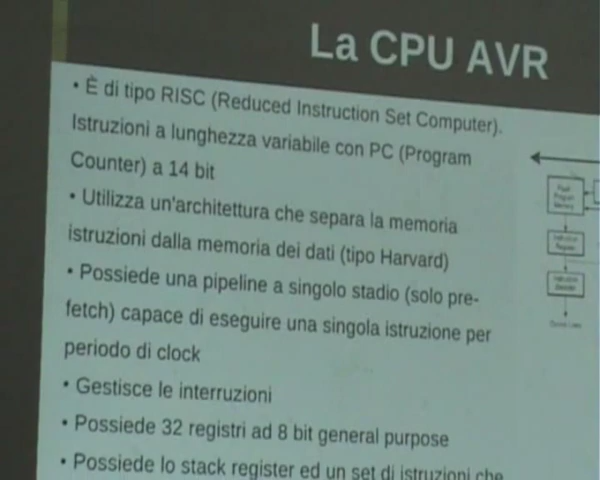 La CPU AVR
• È di tipo RISC (Reduced Instruction Set Computer).
Istruzioni a lunghezza variabile con PC (Program
Counter) a 14 bit
• Utilizza un'architettura che separa la memoria
istruzioni dalla memoria dei dati (tipo Harvard)
• Possiede una pipeline a singolo stadio (solo pre-
fetch) capace di eseguire una singola istruzione per
periodo di clock
• Gestisce le interruzioni
• Possiede 32 registri ad 8 bit general purpose
• Possiede lo stack register ed un set di istruzioni che
Program
Memory